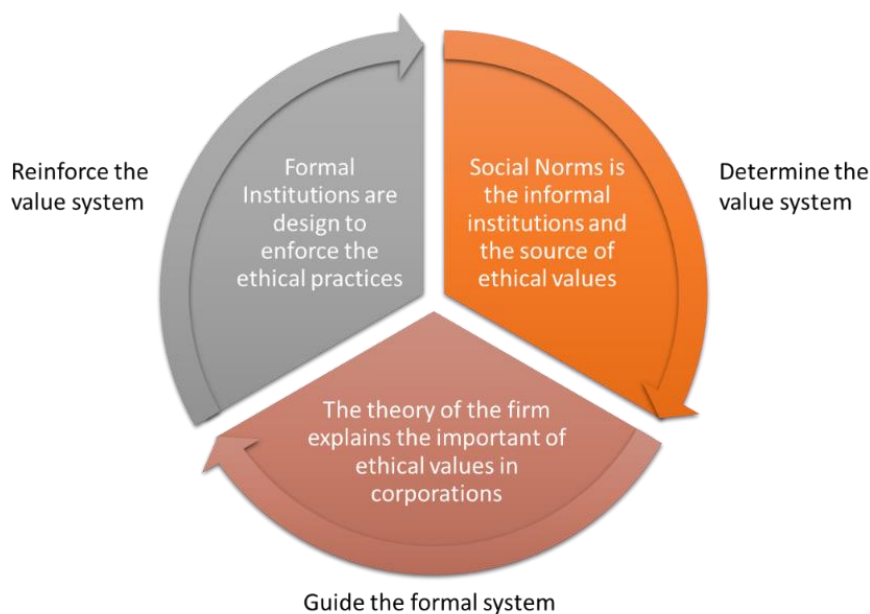 Reinforce the
value system
Formal
Institutions are
design to
enforce the
ethical practices
Social Norms is
the informal
institutions and
the source of
ethical values
Determine the
value system
The theory of the firm
explains the important of
ethical values in
corporations
Guide the formal system